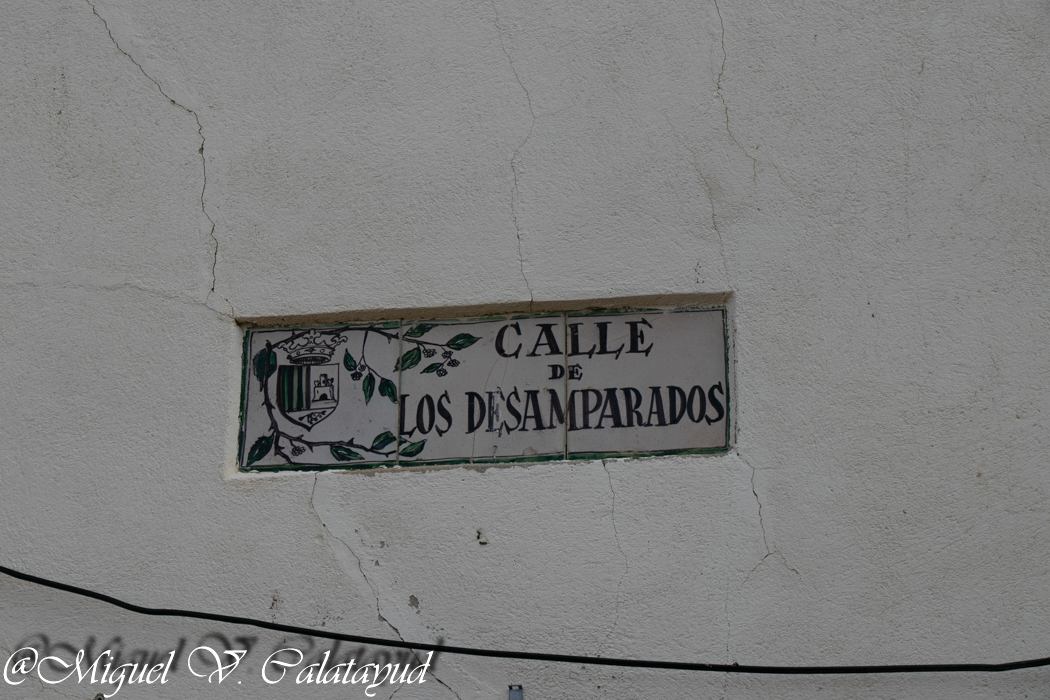 CALLE
DE
LOS DESAMPARADOS
@Miguel V. Calatayud